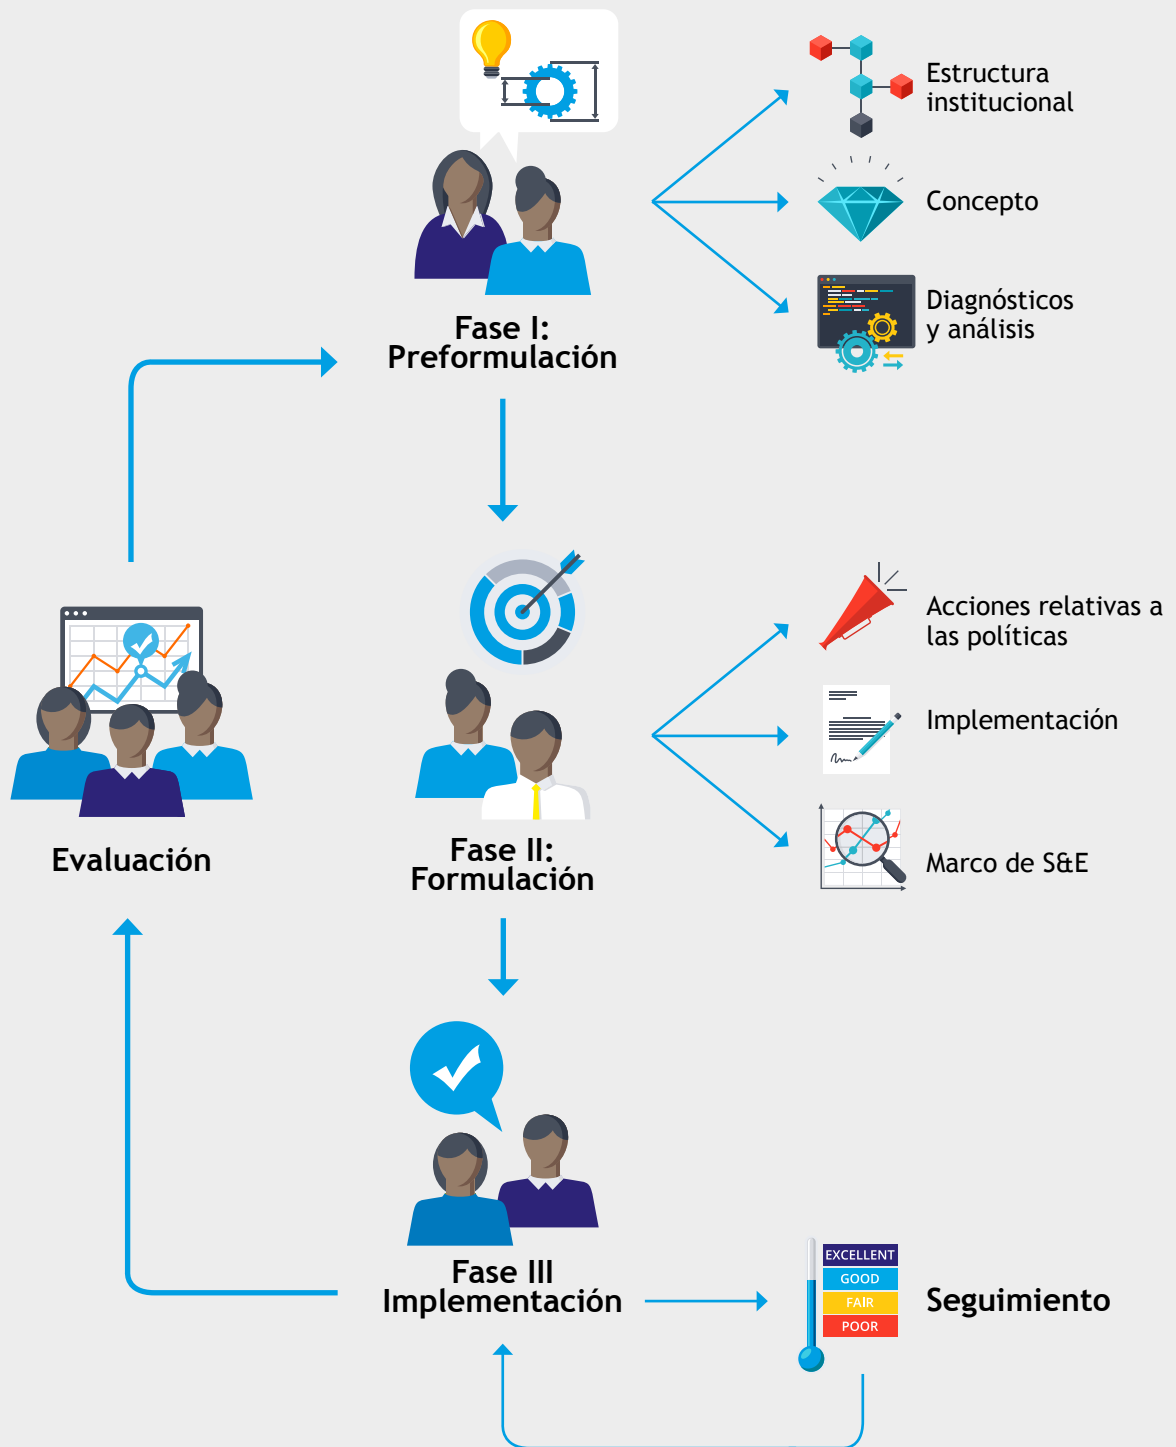 Estructura
institucional
Concepto
Diagnósticos
y análisis
Fase I:
Preformulación
Acciones relativas a
las políticas
Implementación
Marco de S&E
Evaluación
Fase II:
Formulación
Fase III
Implementación
EXCELLENT
GOOD
FAIR
POOR
Seguimiento